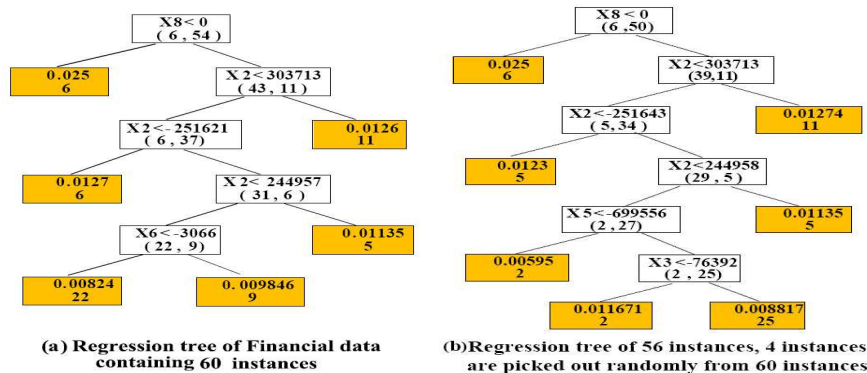 X8< 0
( 6, 54)
0.025
6
X 2< 303713
( 43, 11)
X2<-251621
( 6 , 37)
0.0126
11
0.0127
6
X 2< 244957
( 31, 6 )
X6<-3066
( 22 , 9)
0.01135
5
0.00824
22
0. 009846
9
(a) Regression tree of Financial data
containing 60 instances
X8< 0
(6 ,50)
0.025
6
X 2<303713
(39,11)
X2<-251643
( 5,34 )
0.01274
11
0.0123
5
X2<244958
(29 , 5)
X 5<-699556
( 2, 27)
0.01135
5
0.00595
2
X3<-76392
(2 , 25)
0.011671
2
0.008817
25
(b)Regression tree of 56 instances, 4 instances
are picked out randomly from 60 instances